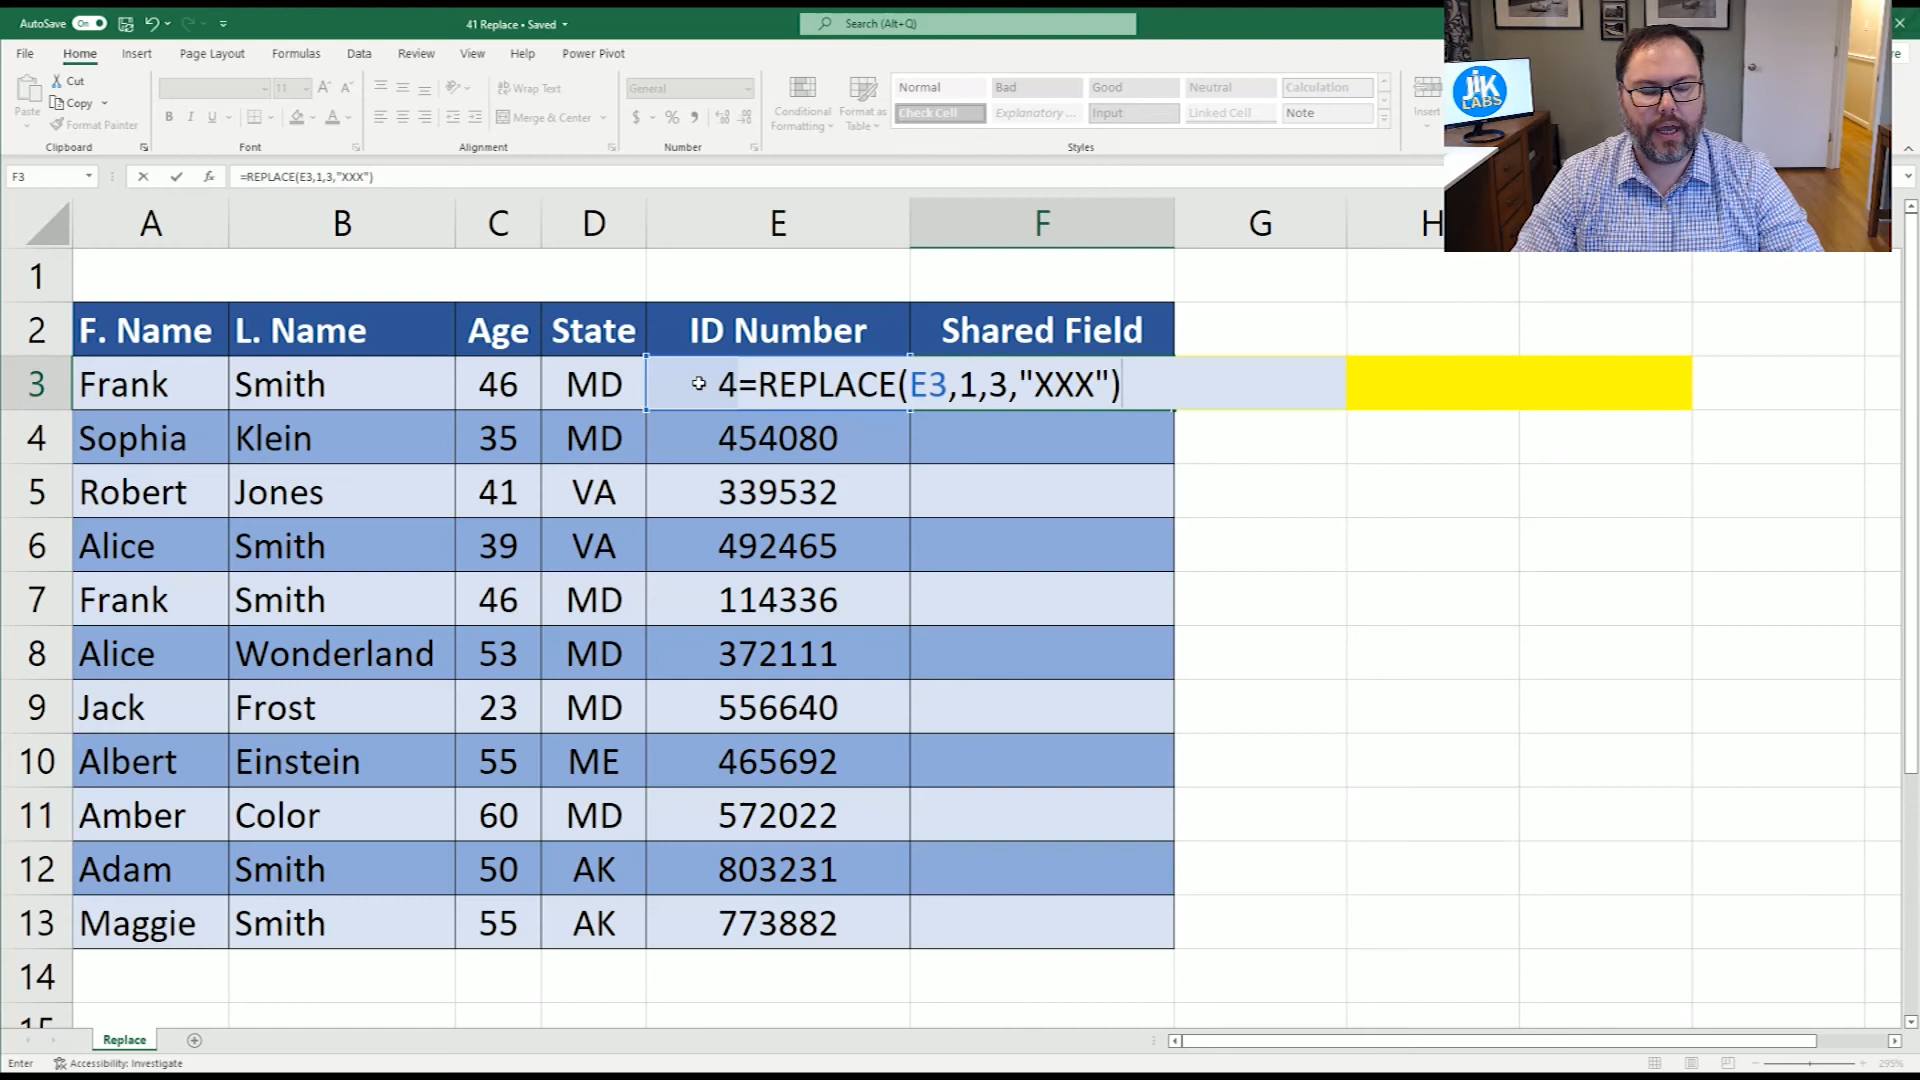 AutoSave On 41 Replace • Saved Search (Alt+Q)
File Home Insert Page Layout Formulas Data Review View Help Power Pivot re
Paste Cut Copy Format Painter
11 A A
B I U
Wrap Text
Merge & Center
General
$ %
Conditional Formatting
Format as Table
Normal Bad Good Neutral Calculation
Check Cell Explanatory ... Input Linked Cell Note
Insert
Clipboard Font Alignment Number Styles
JiK
LABS
F3 fx =REPLACE(E3,1,3,"XXX")
A B C D E F G H
1
2 F. Name L. Name Age State ID Number Shared Field
3 Frank Smith 46 MD 4=REPLACE(E3,1,3,"XXX")
4 Sophia Klein 35 MD 454080
5 Robert Jones 41 VA 339532
6 Alice Smith 39 VA 492465
7 Frank Smith 46 MD 114336
8 Alice Wonderland 53 MD 372111
9 Jack Frost 23 MD 556640
10 Albert Einstein 55 ME 465692
11 Amber Color 60 MD 572022
12 Adam Smith 50 AK 803231
13 Maggie Smith 55 AK 773882
14
15
Replace
Enter Accessibility: Investigate 295%